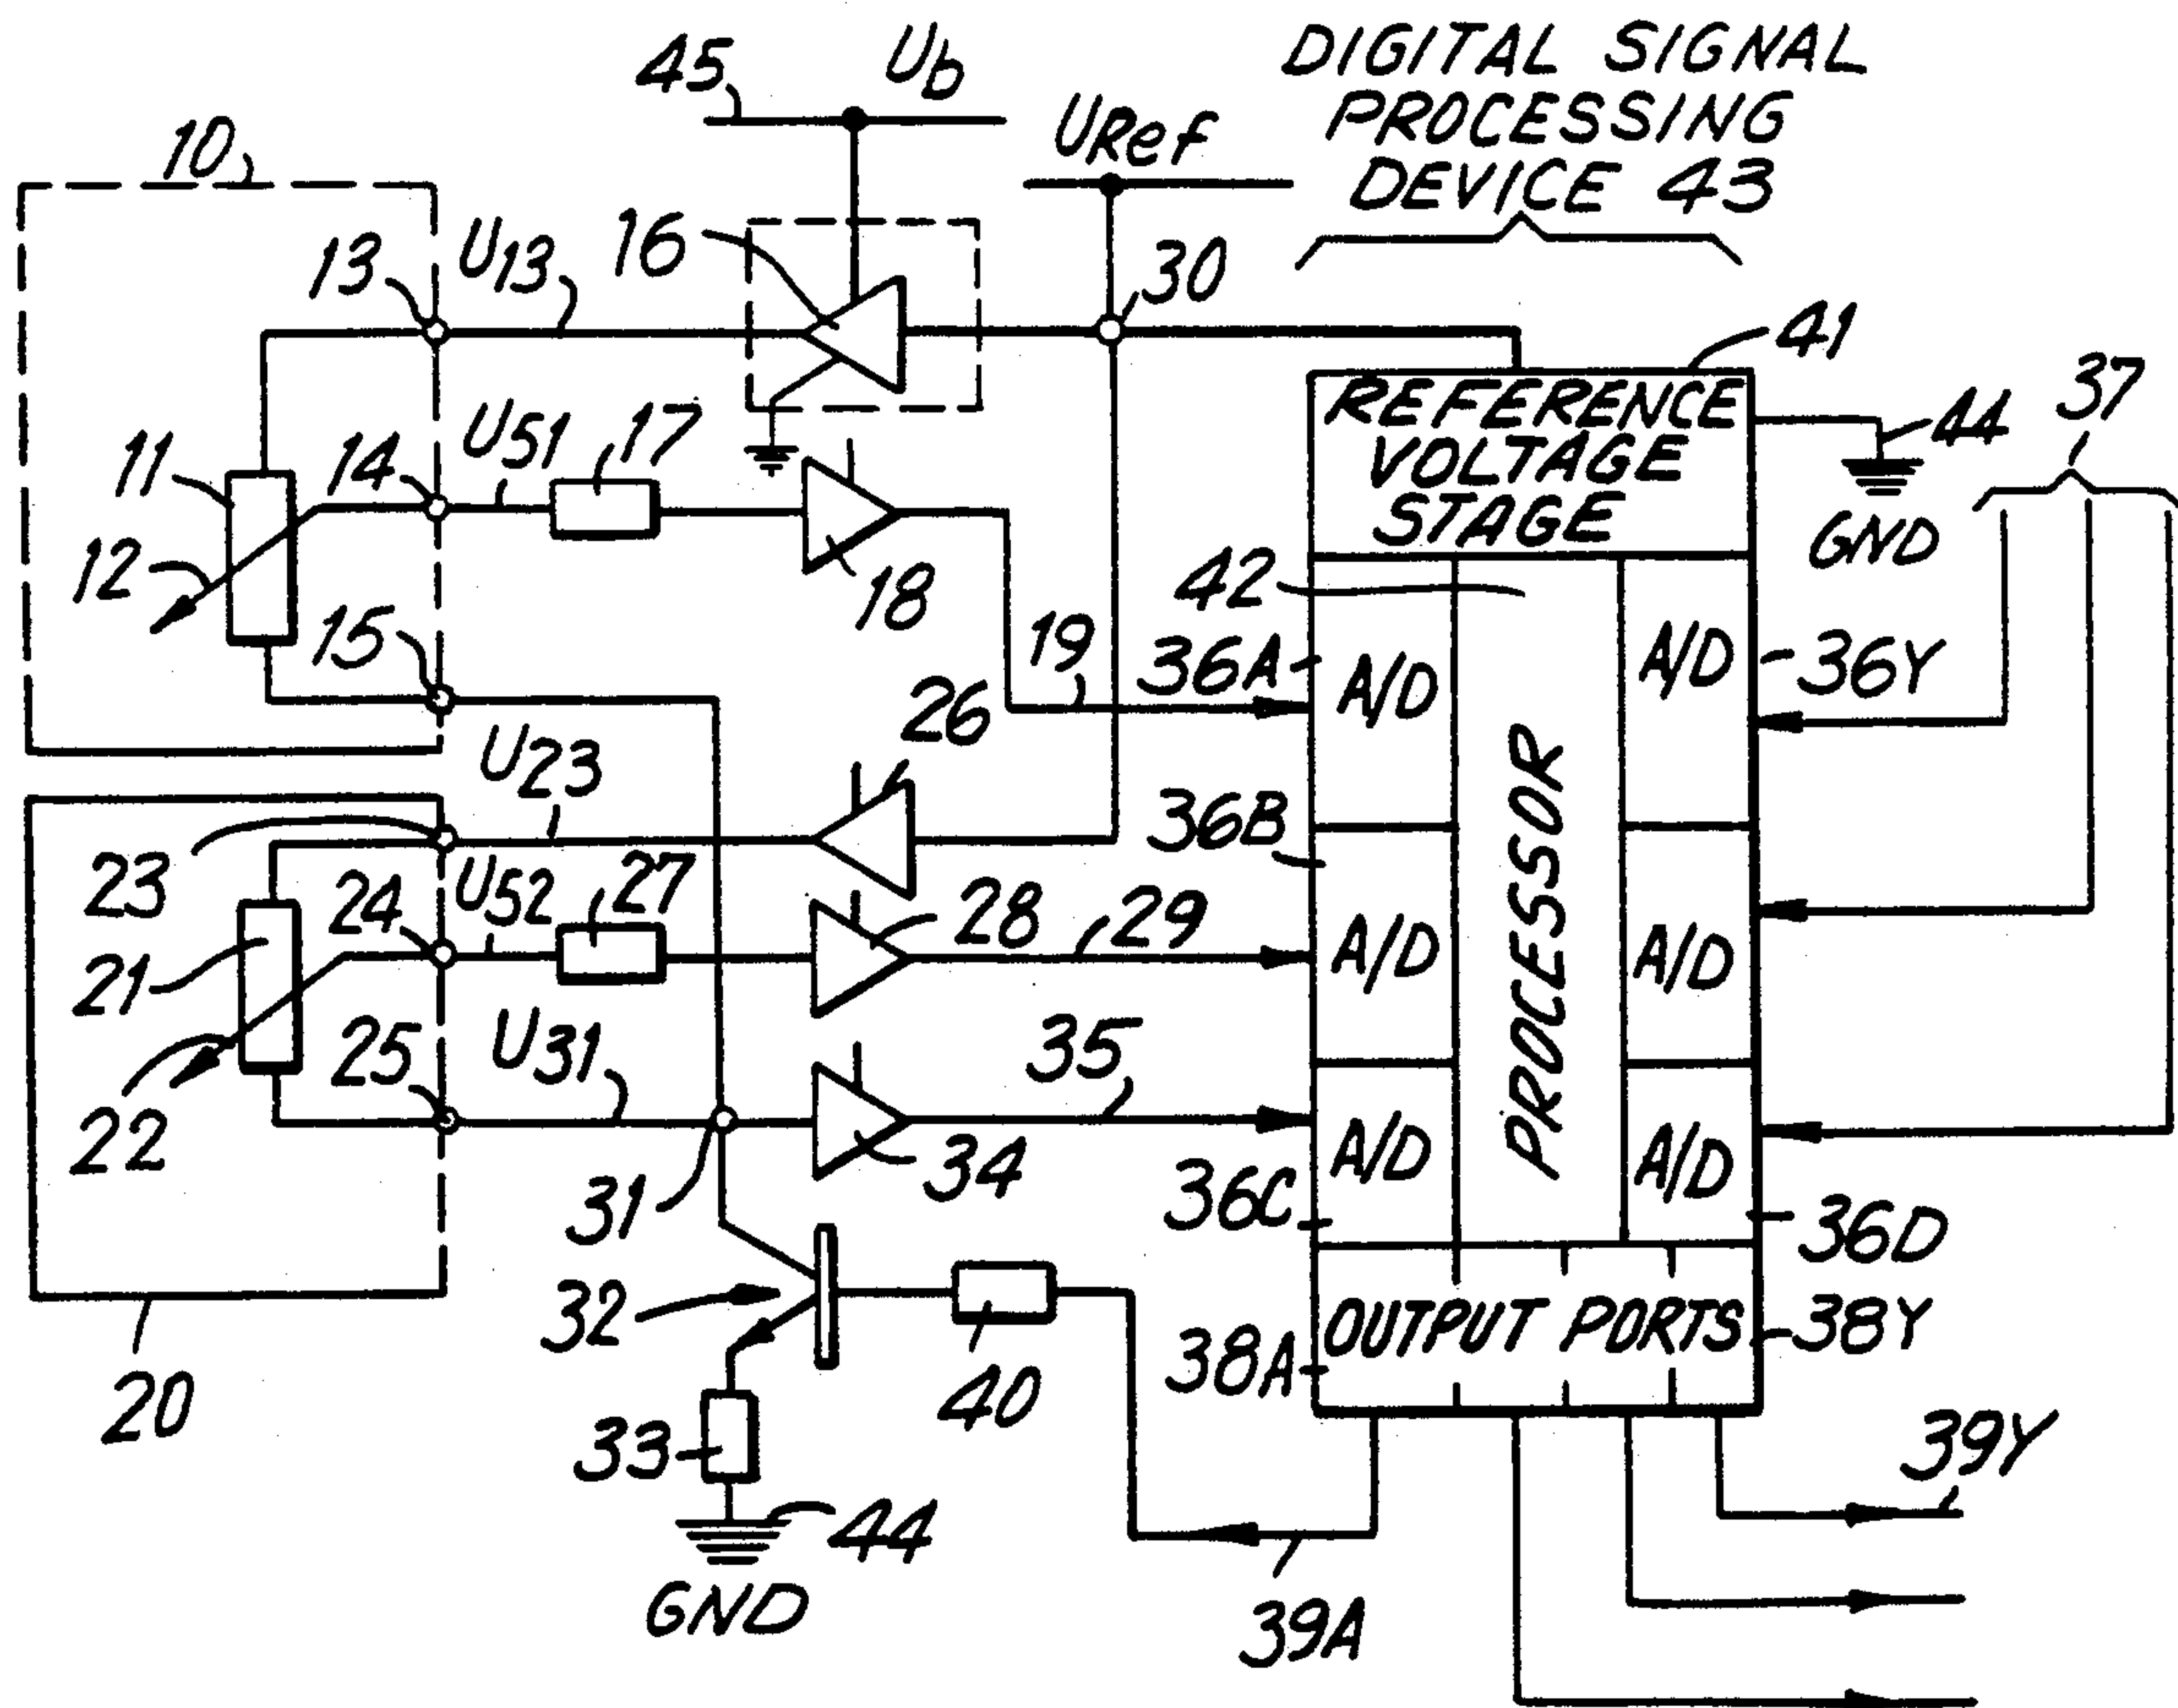 DIGITAL SIGNAL
PROCESSING
DEVICE 43
45
Ub
URef
10
13
U13
16
30
41
REFERENCE
VOLTAGE
STAGE
44
GND
37
11
14
U51
17
12
18
42
15
19
36A
A/D
A/D
36Y
26
U23
PROCESSOR
36B
23
24
U52
27
28
29
A/D
A/D
21
25
U31
35
22
31
34
A/D
A/D
36C
36D
32
OUTPUT PORTS
38A
38Y
20
40
33
39Y
44
GND
39A